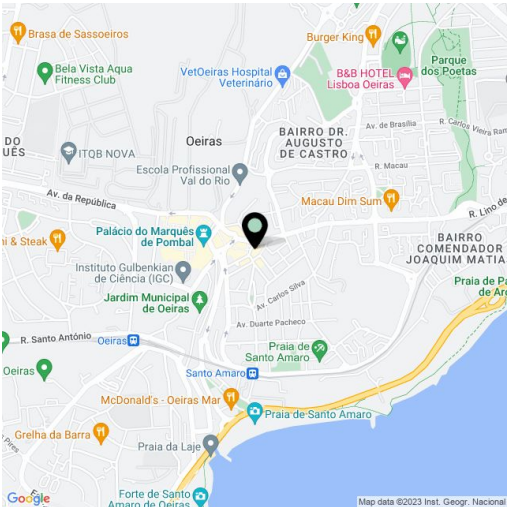 Brasa de Sassoeiros
Burger King
Bela Vista Aqua
Fitness Club
VetOeiras Hospital
Veterinário
B&B HOTEL
Lisboa Oeiras
Parque
dos Poetas
Av. de Brasília
R. Carlos Vieira Ram
Oeiras
BAIRRO DR.
AUGUSTO
DE CASTRO
DO
UÊS
ITQB NOVA
Escola Profissional
Val do Rio
R. Macau
Av. da República
Macau Dim Sum
R. Lino de
Palácio do Marquês
de Pombal
ni & Steak
BAIRRO
COMENDADOR
JOAQUIM MATIA
Instituto Gulbenkian
de Ciência (IGC)
Praia de Pa
de Arc
Jardim Municipal
de Oeiras
Av. Carlos Silva
Av. Duarte Pacheco
R. Santo António
Oeiras
Praia de
Santo Amaro
Oeiras
Santo Amaro
McDonald's - Oeiras Mar
Praia de Santo Amaro
Grelha da Barra
Praia da Laje
Pires
Forte de Santo
Amaro de Oeiras
Google
Map data ©2023 Inst. Geogr. Nacional